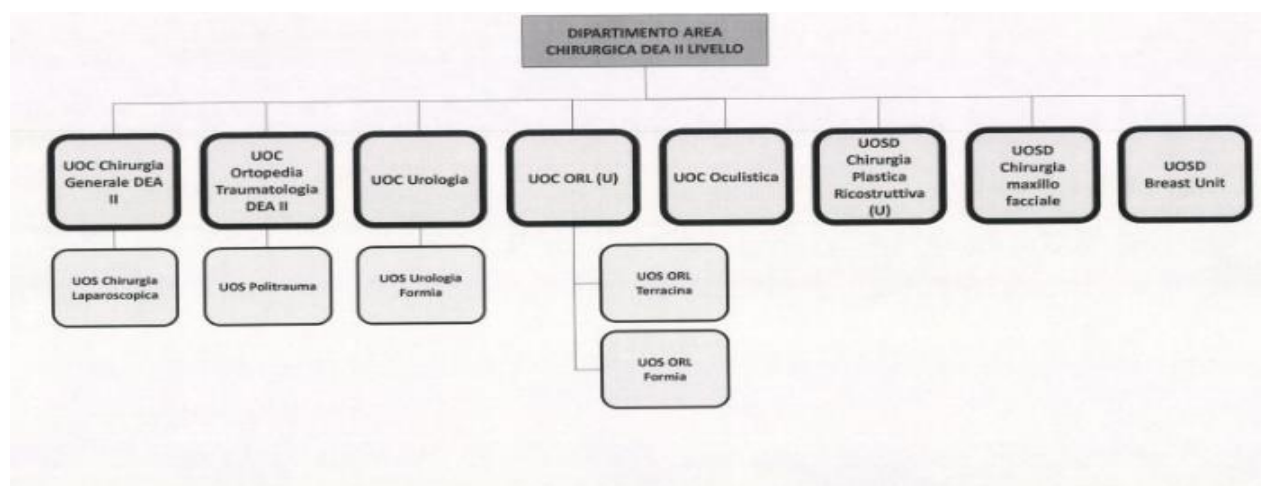 DIPARTIMENTO AREA
CHIRURGICA DEA II LIVELLO
UOC Chirurgia
Generale DEA
II
UOC
Ortopedia
Traumatologia
DEA II
UOC Urologia
UOC ORL (U)
UOC Oculistica
UOSD
Chirurgia
Plastica
Ricostruttiva
(U)
UOSD
Chirurgia
maxillo
facciale
UOSD
Breast Unit
UOS Chirurgia
Laparoscopica
UOS Politrauma
UOS Urologia
Formia
UOS ORL
Terracina
UOS ORL
Formia